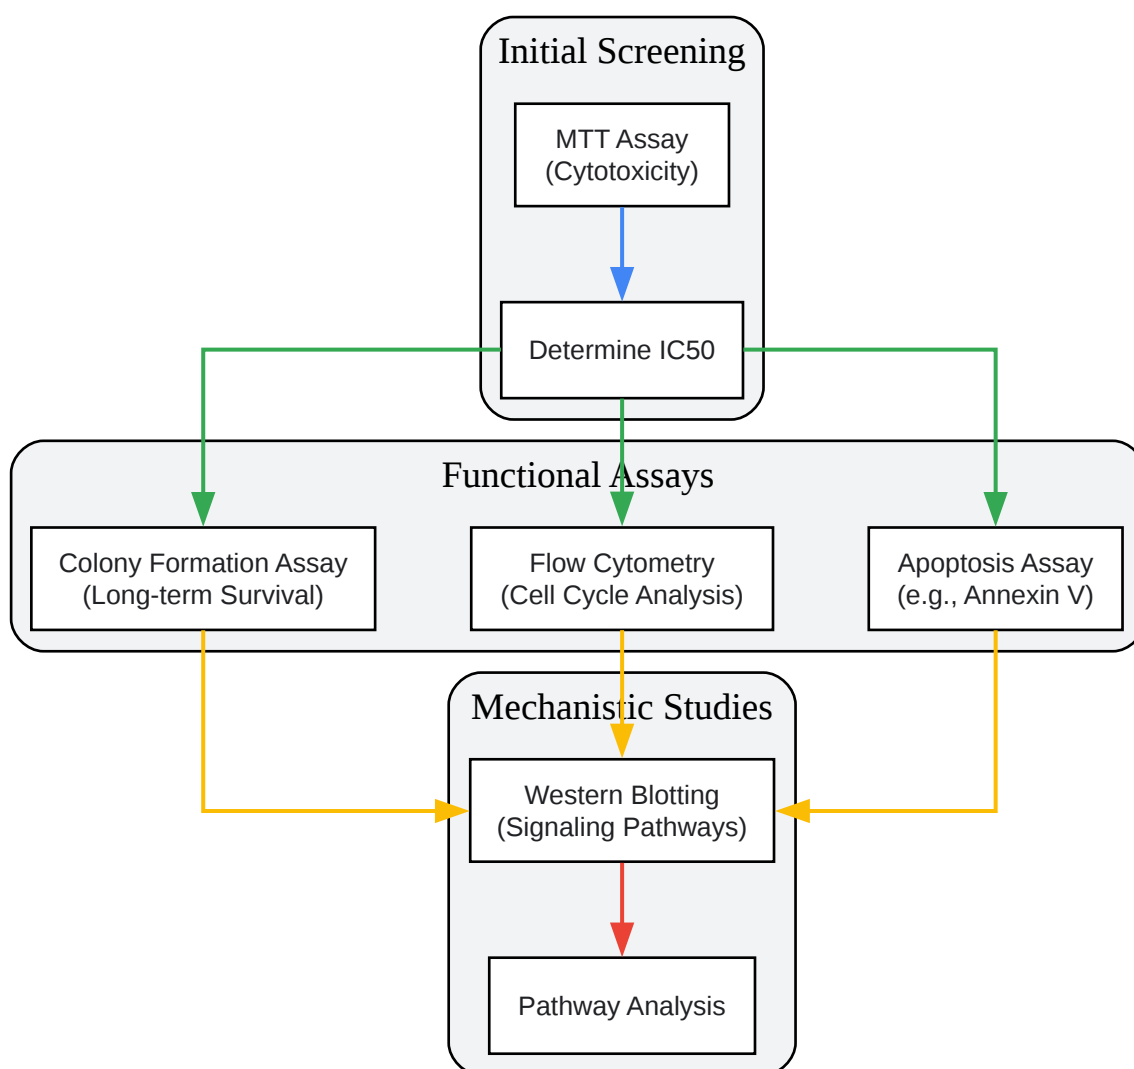 Initial Screening
MTT Assay
(Cytotoxicity)
Determine IC50
Functional Assays
Colony Formation Assay
(Long-term Survival)
Flow Cytometry
(Cell Cycle Analysis)
Apoptosis Assay
(e.g., Annexin V)
Mechanistic Studies
Western Blotting
(Signaling Pathways)
Pathway Analysis